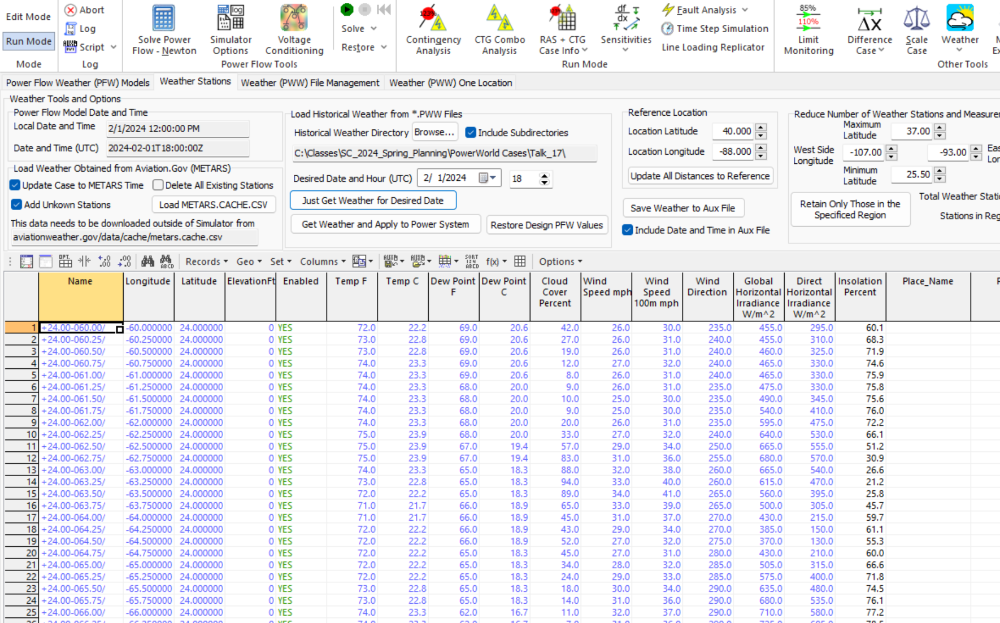 Edit Mode
Run Mode
Mode
Abort
Log
Script
Log
Solve Power Flow - Newton
Simulator Options
Voltage Conditioning
Solve
Restore
Power Flow Tools
Contingency Analysis
CTG Combo Analysis
RAS + CTG Case Info
Sensitivities
Fault Analysis
Time Step Simulation
Line Loading Replicator
Run Mode
85%
110%
Limit Monitoring
Difference Case
Scale Case
Weather
Other Tools
Power Flow Weather (PFW) Models Weather Stations Weather (PWW) File Management Weather (PWW) One Location
Weather Tools and Options
Power Flow Model Date and Time
Local Date and Time 2/1/2024 12:00:00 PM
Date and Time (UTC) 2024-02-01T18:00:00Z
Load Weather Obtained from Aviation.Gov (METARS)
Update Case to METARS Time Delete All Existing Stations
Add Unkown Stations Load METARS.CACHE.CSV
This data needs to be downloaded outside of Simulator from
aviationweather.gov/data/cache/metars.cache.csv
Load Historical Weather from *.PWW Files
Historical Weather Directory Browse... Include Subdirectories
C:\Classes\SC_2024_Spring_Planning\PowerWorld Cases\Talk_17\
Desired Date and Hour (UTC) 2/ 1/2024 18
Just Get Weather for Desired Date
Get Weather and Apply to Power System Restore Design PFW Values
Reference Location
Location Latitude 40.000
Location Longitude -88.000
Update All Distances to Reference
Save Weather to Aux File
Include Date and Time in Aux File
Reduce Number of Weather Stations and
Maximum Latitude 37.00
West Side Longitude -107.00 -93.00
Minimum Latitude 25.50
Retain Only Those in the Specificed Region
Total Weather
Stations in
Records Geo Set Columns f(x) Options
Name Longitude Latitude ElevationFt Enabled Temp F Temp C Dew Point F Dew Point C Cloud Cover Percent Wind Speed mph Wind Speed 100m mph Wind Direction Global Horizontal Irradiance W/m^2 Direct Horizontal Irradiance W/m^2 Insolation Percent Place_Name
1 +24.00-060.00/ -60.000000 24.000000 0 YES 72.0 22.2 69.0 20.6 42.0 26.0 30.0 235.0 455.0 295.0 60.1
2 +24.00-060.25/ -60.250000 24.000000 0 YES 73.0 22.8 69.0 20.6 27.0 26.0 31.0 240.0 455.0 310.0 68.3
3 +24.00-060.50/ -60.500000 24.000000 0 YES 73.0 22.8 69.0 20.6 19.0 26.0 31.0 240.0 460.0 325.0 71.9
4 +24.00-060.75/ -60.750000 24.000000 0 YES 74.0 23.3 69.0 20.6 12.0 27.0 32.0 240.0 465.0 330.0 74.6
5 +24.00-061.00/ -61.000000 24.000000 0 YES 74.0 23.3 69.0 20.6 8.0 26.0 31.0 240.0 465.0 330.0 75.9
6 +24.00-061.25/ -61.250000 24.000000 0 YES 74.0 23.3 68.0 20.0 9.0 26.0 31.0 235.0 475.0 330.0 75.8
7 +24.00-061.50/ -61.500000 24.000000 0 YES 74.0 23.3 68.0 20.0 10.0 25.0 30.0 235.0 490.0 345.0 75.6
8 +24.00-061.75/ -61.750000 24.000000 0 YES 74.0 23.3 68.0 20.0 9.0 25.0 30.0 235.0 540.0 410.0 76.0
9 +24.00-062.00/ -62.000000 24.000000 0 YES 74.0 23.3 68.0 20.0 20.0 26.0 31.0 235.0 595.0 475.0 72.2
10 +24.00-062.25/ -62.250000 24.000000 0 YES 75.0 23.9 68.0 20.0 33.0 27.0 32.0 240.0 640.0 530.0 66.1
11 +24.00-062.50/ -62.500000 24.000000 0 YES 75.0 23.9 67.0 19.4 57.0 29.0 34.0 250.0 665.0 555.0 51.2
12 +24.00-062.75/ -62.750000 24.000000 0 YES 75.0 23.9 67.0 19.4 83.0 31.0 36.0 255.0 680.0 570.0 30.9
13 +24.00-063.00/ -63.000000 24.000000 0 YES 74.0 23.3 65.0 18.3 88.0 32.0 38.0 260.0 665.0 540.0 26.6
14 +24.00-063.25/ -63.250000 24.000000 0 YES 73.0 22.8 65.0 18.3 94.0 33.0 40.0 260.0 615.0 470.0 21.2
15 +24.00-063.50/ -63.500000 24.000000 0 YES 72.0 22.2 65.0 18.3 89.0 34.0 41.0 265.0 560.0 395.0 25.8
16 +24.00-063.75/ -63.750000 24.000000 0 YES 71.0 21.7 66.0 18.9 65.0 33.0 39.0 265.0 500.0 305.0 45.7
17 +24.00-064.00/ -64.000000 24.000000 0 YES 71.0 21.7 66.0 18.9 45.0 31.0 37.0 270.0 430.0 215.0 59.7
18 +24.00-064.25/ -64.250000 24.000000 0 YES 72.0 22.2 66.0 18.9 43.0 29.0 34.0 270.0 385.0 150.0 61.1
19 +24.00-064.50/ -64.500000 24.000000 0 YES 72.0 22.2 66.0 18.9 52.0 27.0 32.0 275.0 370.0 130.0 55.3
20 +24.00-064.75/ -64.750000 24.000000 0 YES 72.0 22.2 65.0 18.3 45.0 27.0 31.0 280.0 430.0 210.0 60.0
21 +24.00-065.00/ -65.000000 24.000000 0 YES 72.0 22.2 65.0 18.3 34.0 28.0 32.0 285.0 505.0 315.0 66.6
22 +24.00-065.25/ -65.250000 24.000000 0 YES 72.0 22.2 65.0 18.3 24.0 29.0 33.0 285.0 575.0 400.0 71.8
23 +24.00-065.50/ -65.500000 24.000000 0 YES 73.0 22.8 65.0 18.3 18.0 30.0 34.0 290.0 635.0 480.0 74.5
24 +24.00-065.75/ -65.750000 24.000000 0 YES 73.0 22.8 65.0 18.3 14.0 31.0 36.0 290.0 680.0 535.0 76.1
25 +24.00-066.00/ -66.000000 24.000000 0 YES 74.0 23.3 62.0 16.7 11.0 32.0 37.0 290.0 710.0 580.0 77.2